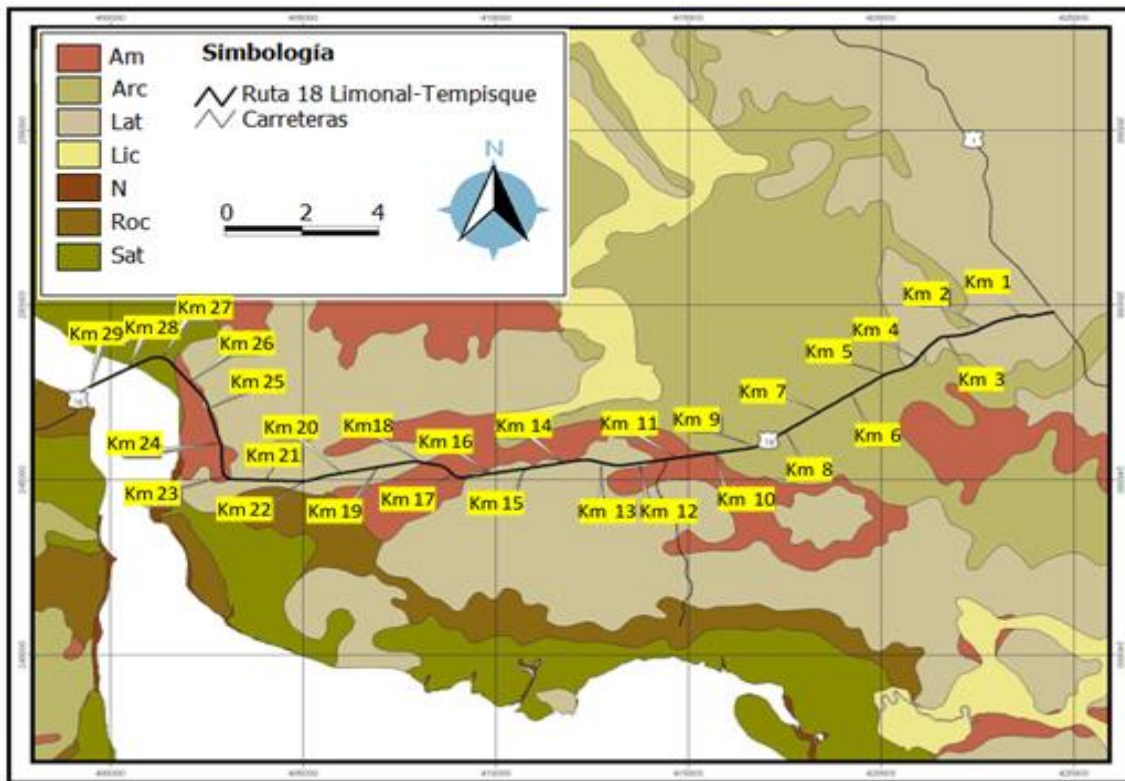 Simbología
Am
Arc
Lat
Lic
N
Roc
Sat
Ruta 18 Limonal-Tempisque
Carreteras
N
0 2 4
1
Km 1
Km 2
Km 3
Km 4
Km 5
Km 6
Km 7
Km 8
Km 9
Km 10
Km 11
Km 12
Km 13
Km 14
Km 15
Km 16
Km 17
Km18
Km 19
Km 20
Km 21
Km 22
Km 23
Km 24
Km 25
Km 26
Km 27
Km 28
Km 29
18
18